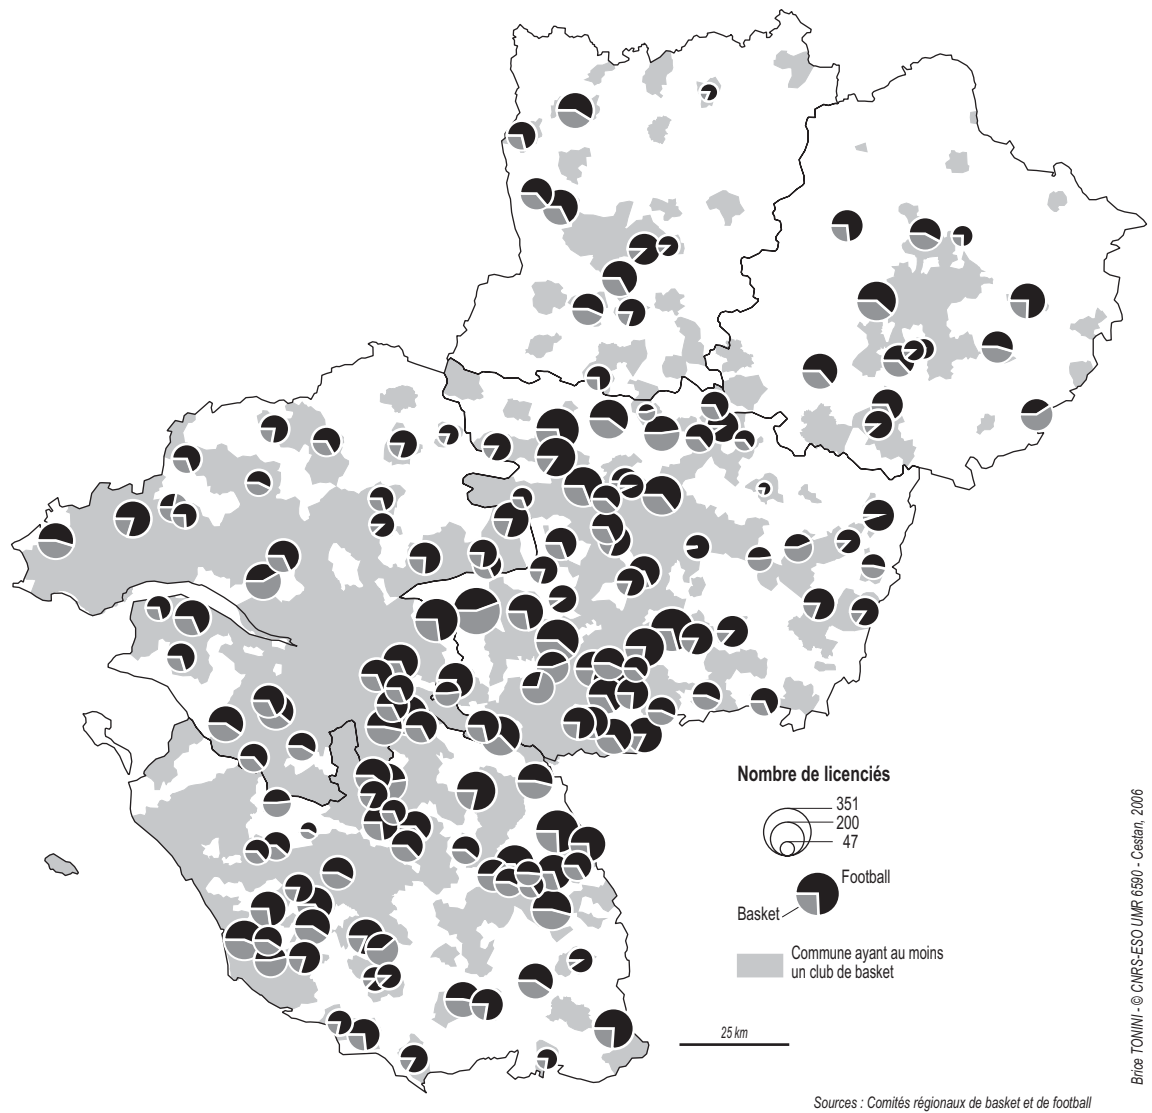 Nombre de licenciés
351
200
47
Football
Basket
Commune ayant au moins
un club de basket
25 km
Brice TONINI - © CNRS-ESO UMR 6590 - Cestan, 2006
Sources : Comités régionaux de basket et de football